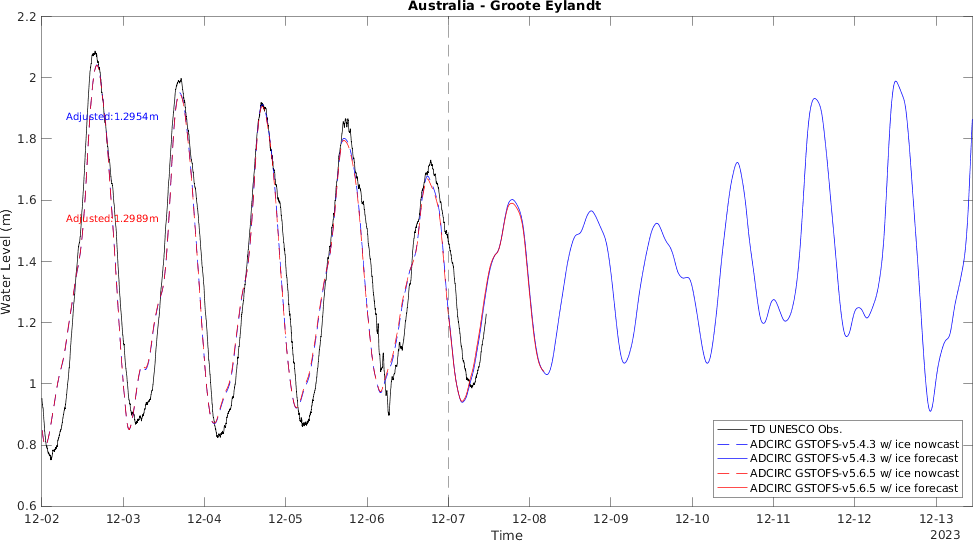 Australia - Groote Eylandt
Water Level (m)
2.2
2
1.8
1.6
1.4
1.2
1
0.8
0.6
Adjusted:1.2954m
Adjusted:1.2989m
TD UNESCO Obs.
ADCIRC GSTOFS-v5.4.3 w/ ice nowcast
ADCIRC GSTOFS-v5.4.3 w/ ice forecast
ADCIRC GSTOFS-v5.6.5 w/ ice nowcast
ADCIRC GSTOFS-v5.6.5 w/ ice forecast
12-02 12-03 12-04 12-05 12-06 12-07 12-08 12-09 12-10 12-11 12-12 12-13
2023
Time